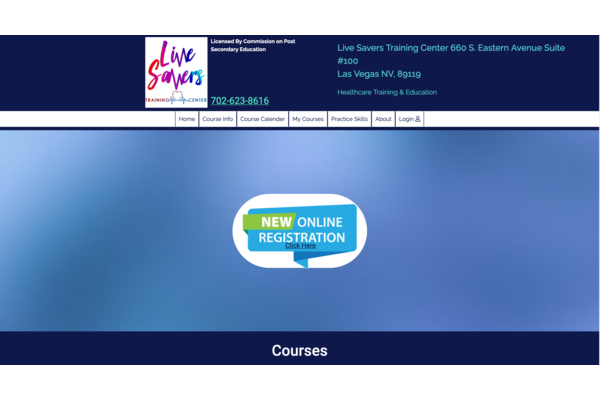 Live
Savers
TRAINING CENTER
Licensed By Commission on Post
Secondary Education
702-623-8616
Live Savers Training Center 660 S. Eastern Avenue Suite
#100
Las Vegas NV, 89119
Healthcare Training & Education
Home
Course Info
Course Calender
My Courses
Practice Skills
About
Login
NEW ONLINE
REGISTRATION
Click Here
Courses